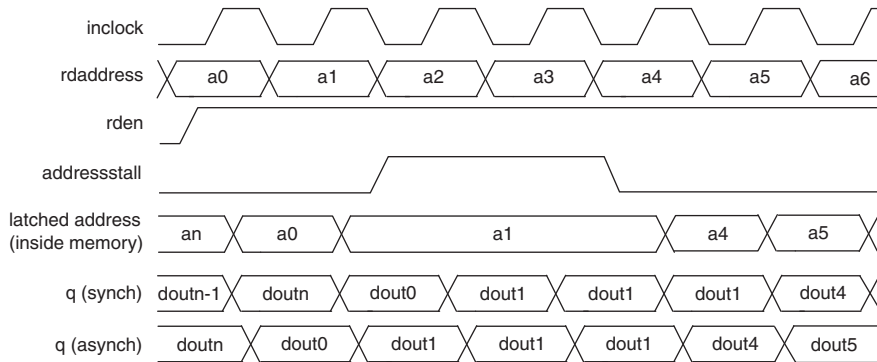 inclock
rdaddress a0 a1 a2 a3 a4 a5 a6
rden
addressstall
latched address
(inside memory) an a0 a1 a4 a5
q (synch) doutn-1 doutn dout0 dout1 dout1 dout1 dout4
q (asynch) doutn dout0 dout1 dout1 dout1 dout4 dout5